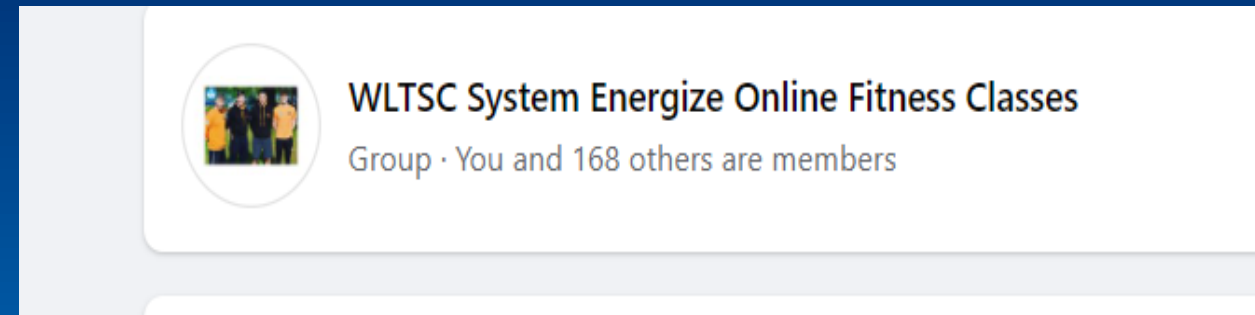 WLTSC System Energize Online Fitness Classes
Group · You and 168 others are members